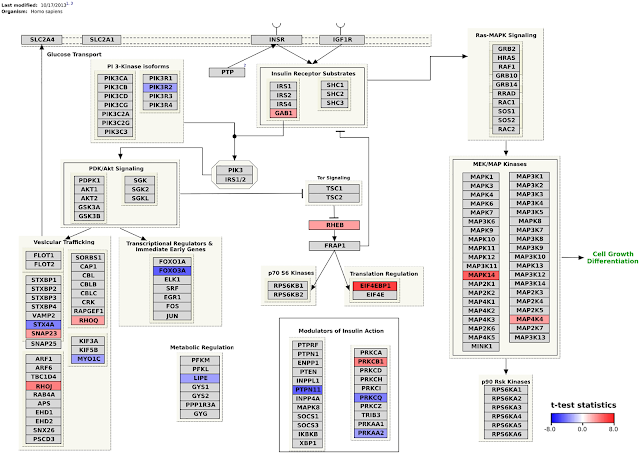 Last modified: 10/17/2013
Organism: Homo sapiens
SLC2A4
SLC2A1
INSR
IGF1R
Glucose Transport
PTP
PI 3-Kinase isoforms
PIK3CA
PIK3CB
PIK3CD
PIK3CG
PIK3C2A
PIK3C2G
PIK3C3
PIK3R1
PIK3R2
PIK3R3
PIK3R4
Insulin Receptor Substrates
IRS1
IRS2
IRS4
GAB1
SHC1
SHC2
SHC3
Ras-MAPK Signaling
GRB2
HRAS
RAF1
GRB10
GRB14
RRAD
RAC1
SOS1
SOS2
RAC2
PDK/Akt Signaling
PDPK1
AKT1
AKT2
GSK3A
GSK3B
SGK
SGK2
SGKL
PIK3
IRS1/2
Tor Signaling
TSC1
TSC2
RHEB
FRAP1
MEK/MAP Kinases
MAPK1
MAPK3
MAPK4
MAPK6
MAPK7
MAPK9
MAPK10
MAPK11
MAPK12
MAP3K11
MAPK14
MAP2K1
MAP2K2
MAP2K3
MAP4K3
MAP2K5
MAP4K5
MINK1
MAP3K1
MAP3K2
MAP3K3
MAP3K4
MAP3K5
MAP3K6
MAPK8
MAP3K7
MAP3K8
MAP3K9
MAP3K10
MAPK13
MAP3K12
MAP2K4
MAP4K1
MAP4K2
MAP2K6
MAP4K4
MAP2K7
MAP3K13
Cell Growth
Differentiation
Vesicular Trafficking
FLOT1
FLOT2
STXBP1
STXBP2
STXBP3
STXBP4
VAMP2
STX4A
SNAP23
SNAP25
ARF1
ARF6
TBC1D4
RHOJ
RAB4A
APS
EHD1
EHD2
SNX26
PSCD3
SORBS1
CAP1
CBL
CBLB
CBLC
CRK
RAPGEF1
RHOQ
KIF3A
KIF5B
MYO1C
Transcriptional Regulators &
Immediate Early Genes
FOXO1A
FOXO3A
ELK1
SRF
EGR1
FOS
JUN
Metabolic Regulation
PFKM
PFKL
LIPE
GYS1
GYS2
PPP1R3A
GYG
p70 S6 Kinases
RPS6KB1
RPS6KB2
Translation Regulation
EIF4EBP1
EIF4E
Modulators of Insulin Action
PTPRF
PTPN1
ENPP1
PTEN
INPPL1
PTPN11
INPP4A
MAPK8
SOCS1
SOCS3
IKBKB
XBP1
PRKCA
PRKCB1
PRKCD
PRKCH
PRKCI
PRKCQ
PRKCZ
TRIB3
PRKAA1
PRKAA2
p90 Rsk Kinases
RPS6KA1
RPS6KA2
RPS6KA3
RPS6KA4
RPS6KA5
RPS6KA6
t-test statistics
-8.0 0.0 8.0